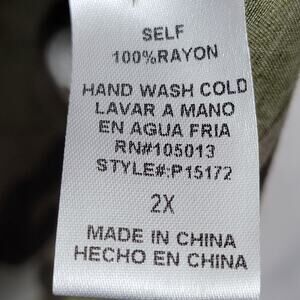 SELF
100%RAYON
HAND WASH COLD
LAVAR A MANO
EN AGUA FRIA
RN#105013
STYLE#:P15172
2X
MADE IN CHINA
HECHO EN CHINA